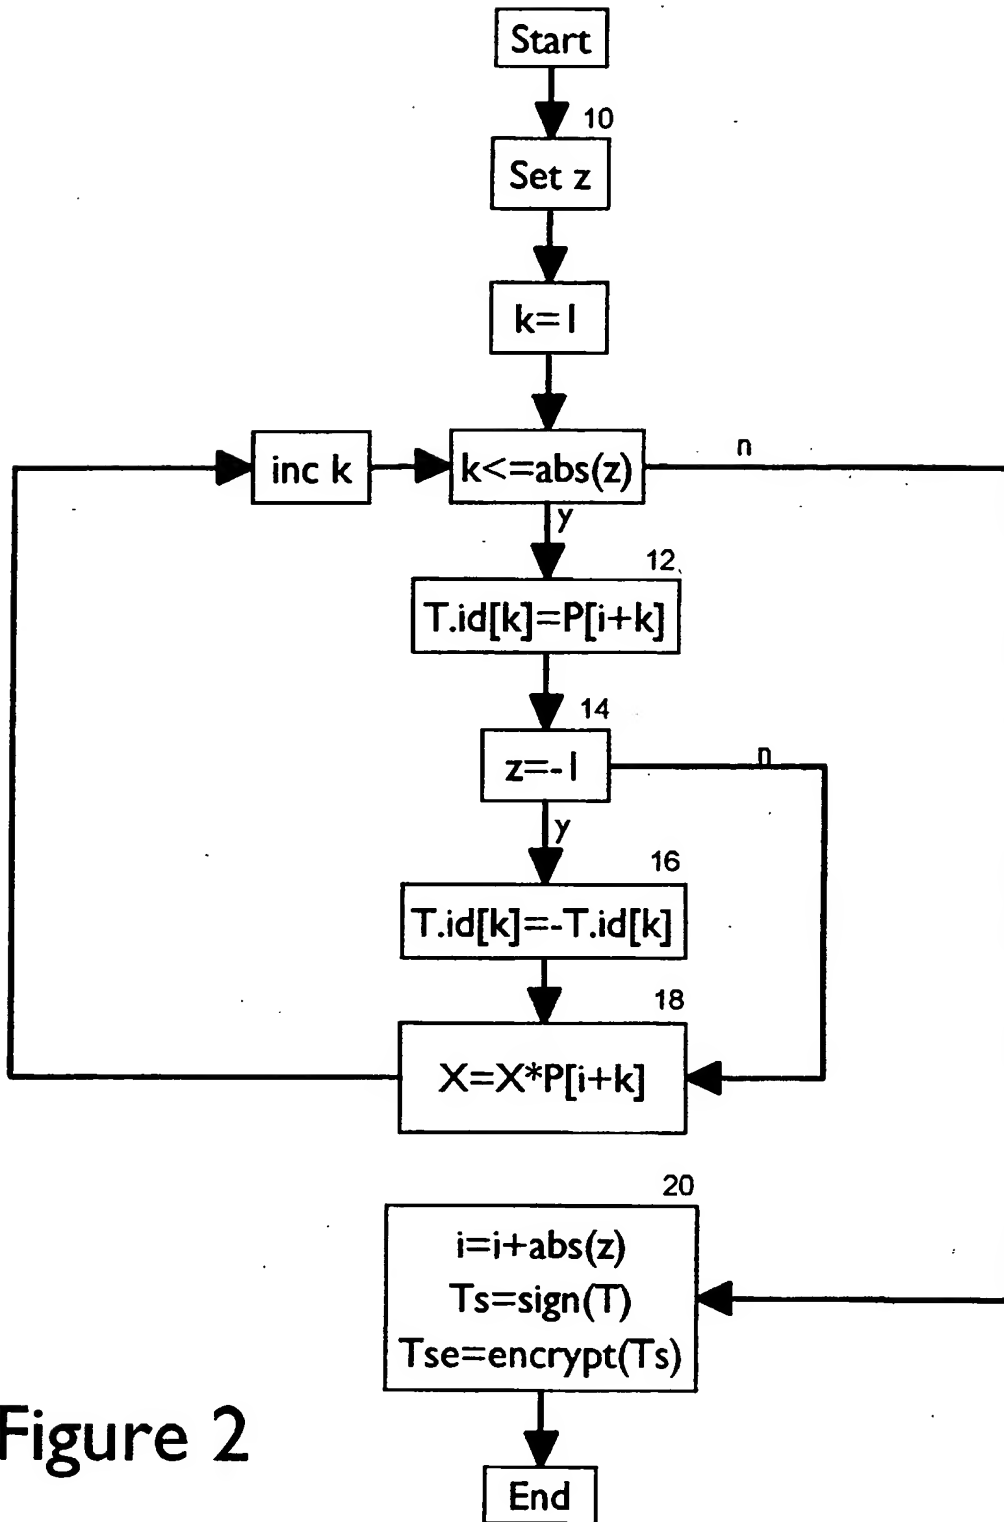 Start
10
Set z
k=1
inc k
k<=abs(z)
n
y
12
T.id[k]=P[i+k]
14
z=-1
n
y
16
T.id[k]=-T.id[k]
18
X=X*P[i+k]
20
i=i+abs(z)
Ts=sign(T)
Tse=encrypt(Ts)
Figure 2
End